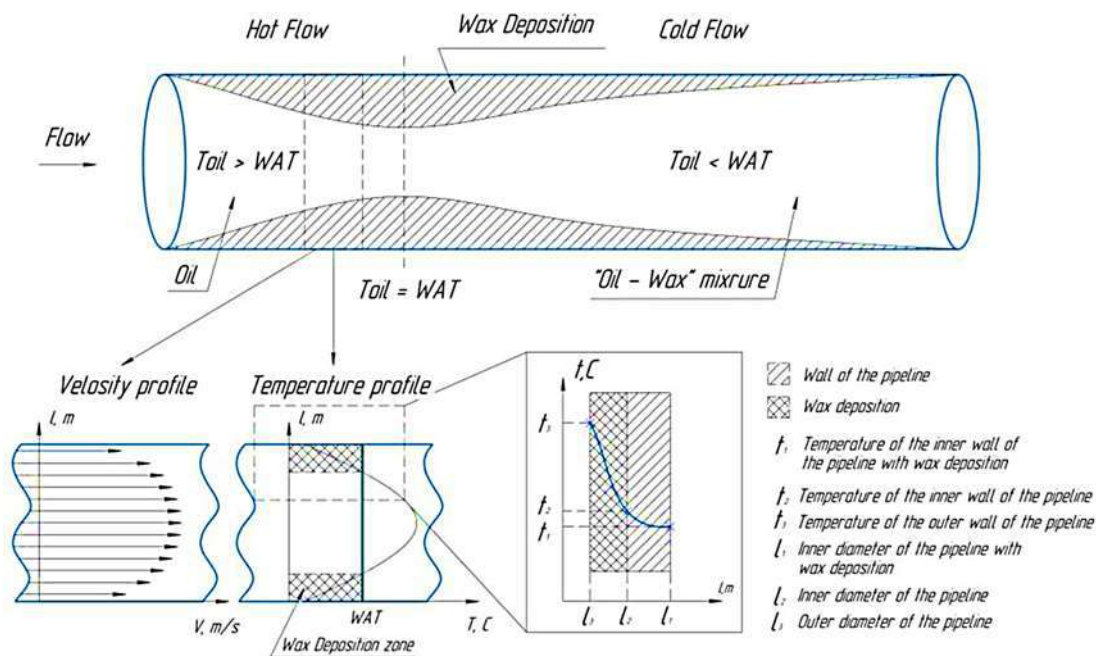 Hot Flow
Wax Deposition
Cold Flow
Flow
Toil > WAT
Toil < WAT
Oil
Toil = WAT
"Oil – Wax" mixrure
Velosity profile
Temperature profile
l, m
V, m/s
l, m
WAT
T, C
Wax Deposition zone
t,C
t3
t2
t1
l3
l2
l1
l,m
Wall of the pipeline
Wax deposition
t1 Temperature of the inner wall of
the pipeline with wax deposition
t2 Temperature of the inner wall of the pipeline
t3 Temperature of the outer wall of the pipeline
l1 Inner diameter of the pipeline with
wax deposition
l2 Inner diameter of the pipeline
l3 Outer diameter of the pipeline